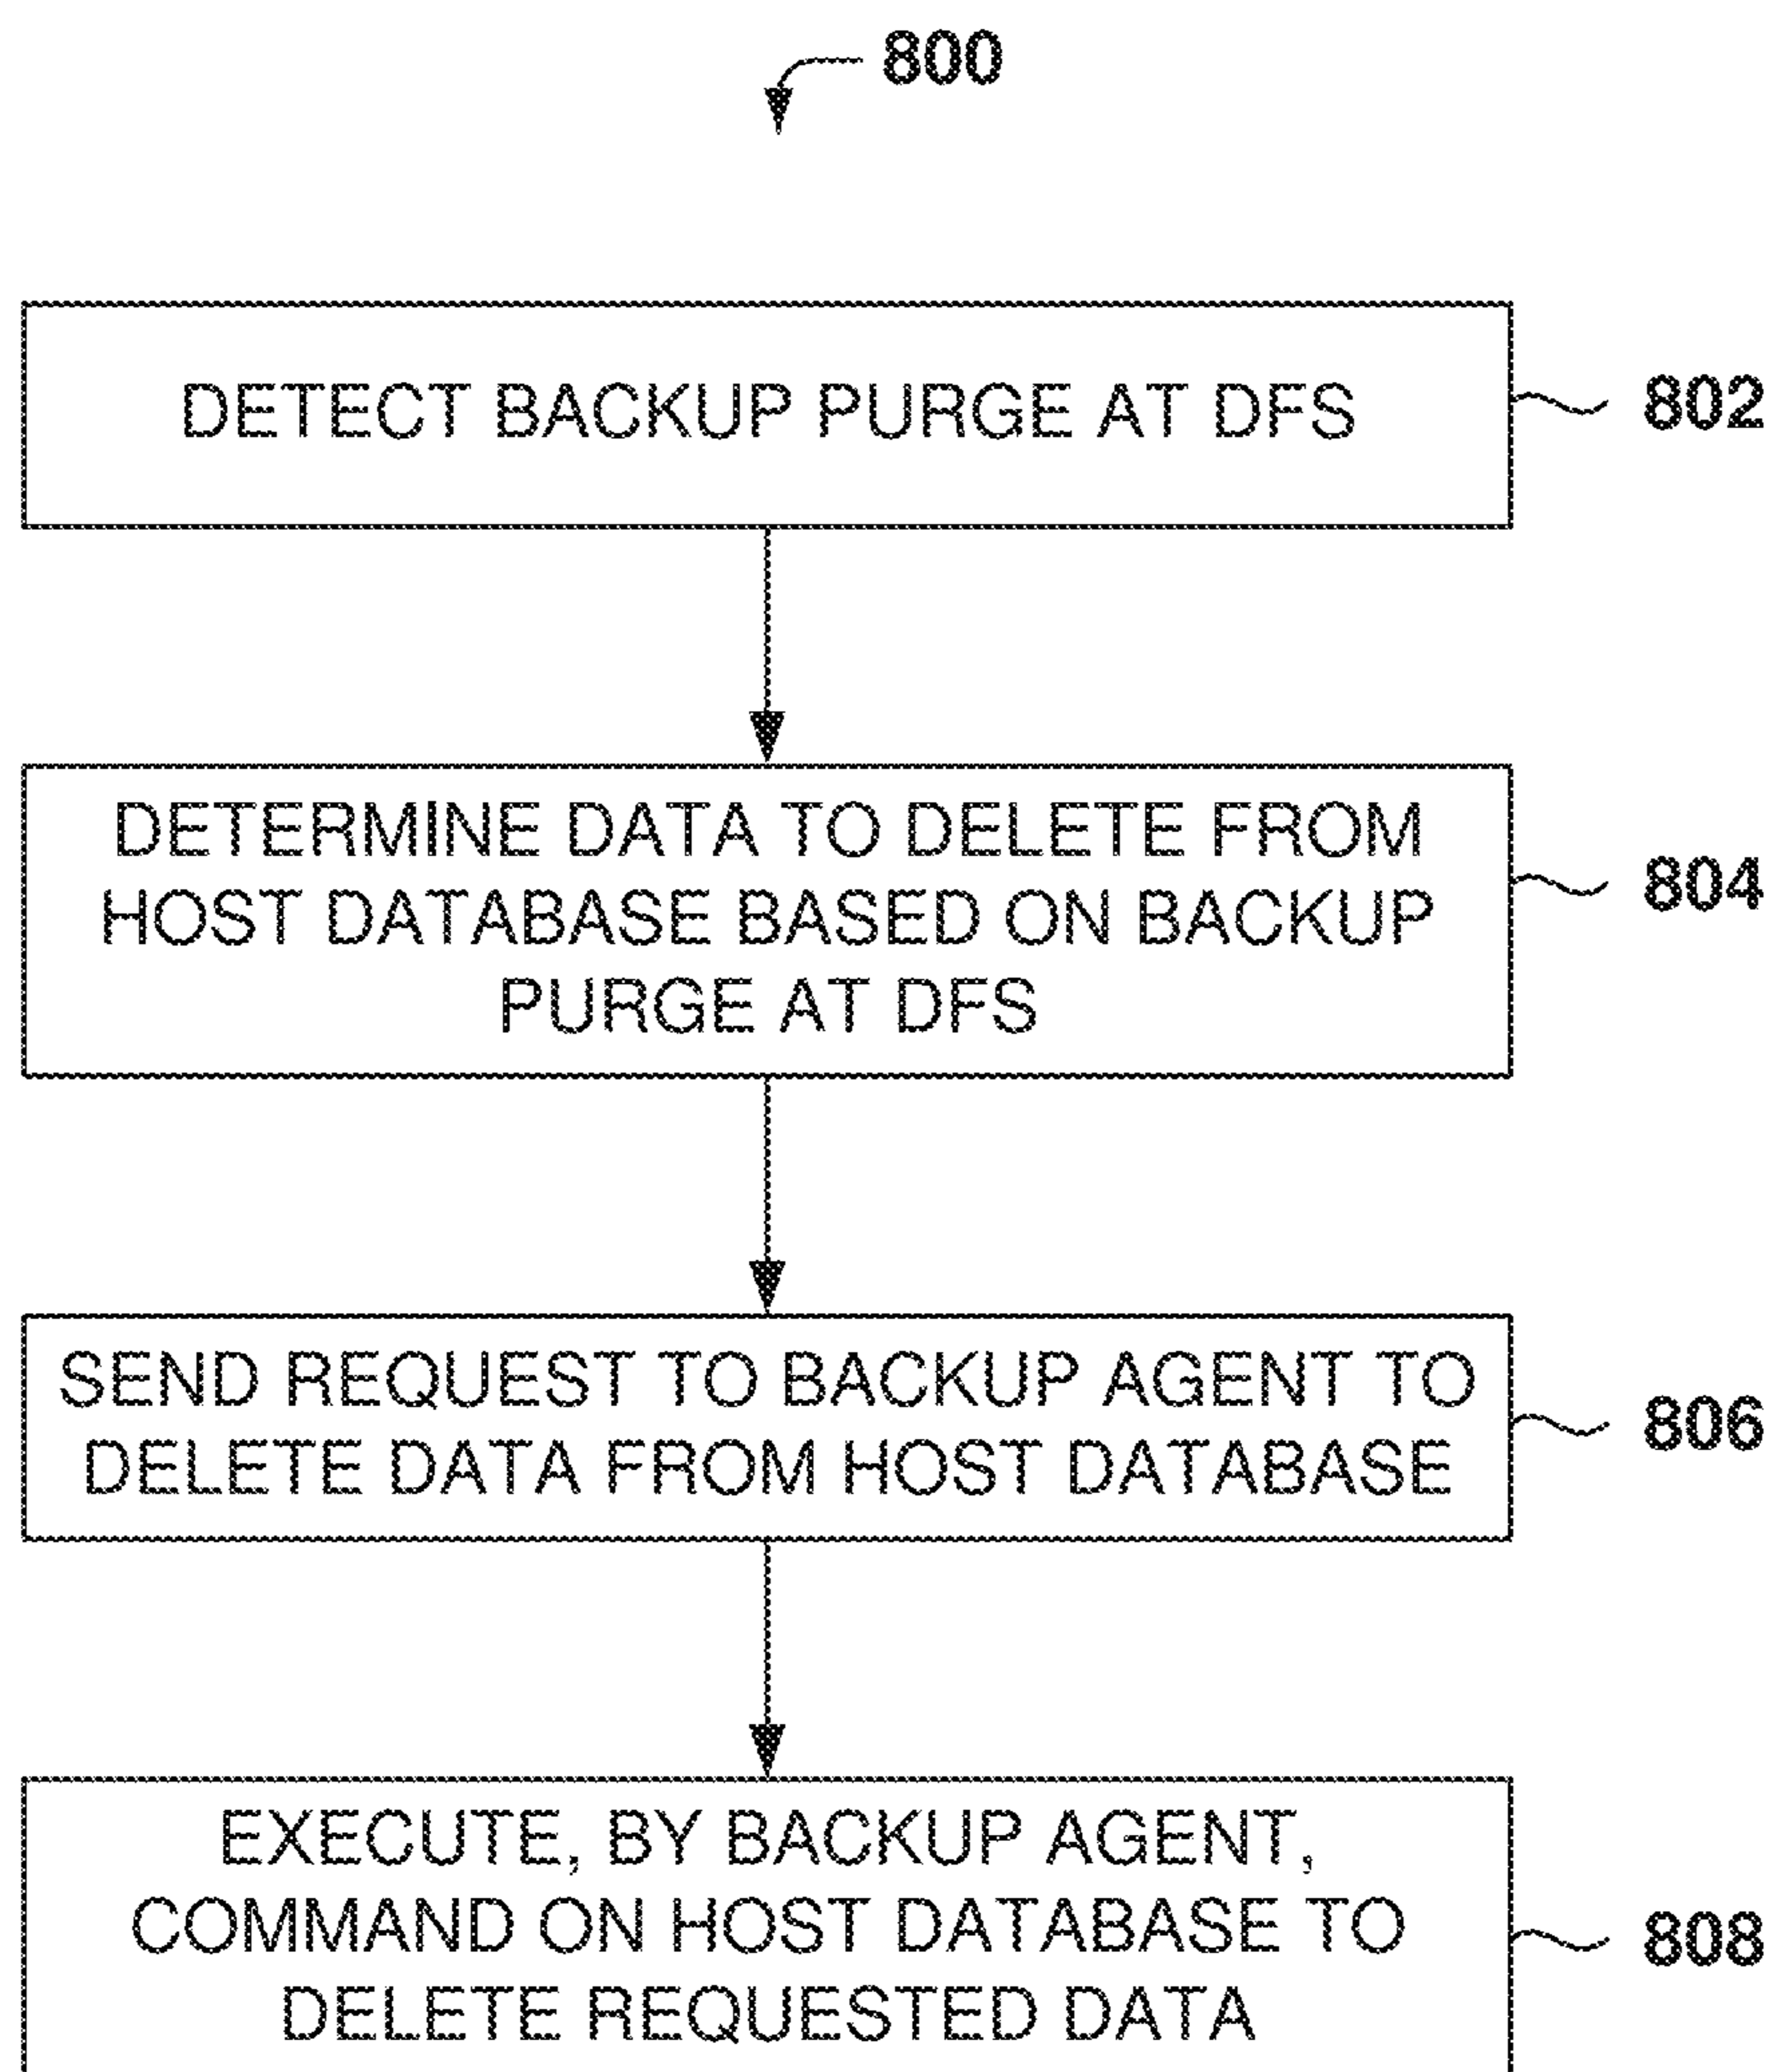 800
DETECT BACKUP PURGE AT DFS
802
DETERMINE DATA TO DELETE FROM
HOST DATABASE BASED ON BACKUP
PURGE AT DFS
804
SEND REQUEST TO BACKUP AGENT TO
DELETE DATA FROM HOST DATABASE
806
EXECUTE, BY BACKUP AGENT,
COMMAND ON HOST DATABASE TO
DELETE REQUESTED DATA
808